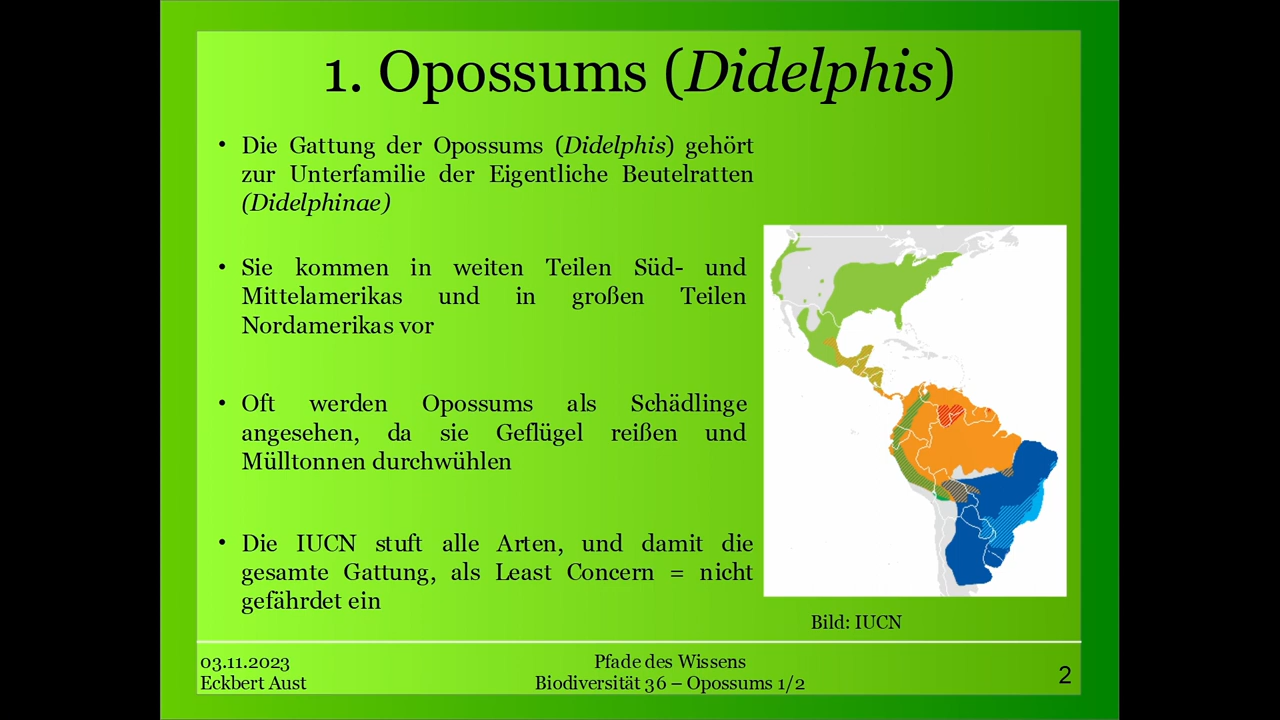 1. Opossums (Didelphis)
• Die Gattung der Opossums (Didelphis) gehört
zur Unterfamilie der Eigentliche Beutelratten
(Didelphinae)
• Sie kommen in weiten Teilen Süd- und
Mittelamerikas und in großen Teilen
Nordamerikas vor
• Oft werden Opossums als Schädlinge
angesehen, da sie Geflügel reißen und
Mülltonnen durchwühlen
• Die IUCN stuft alle Arten, und damit die
gesamte Gattung, als Least Concern = nicht
gefährdet ein
Bild: IUCN
03.11.2023
Eckbert Aust
Pfade des Wissens
Biodiversität 36 – Opossums 1/2
2